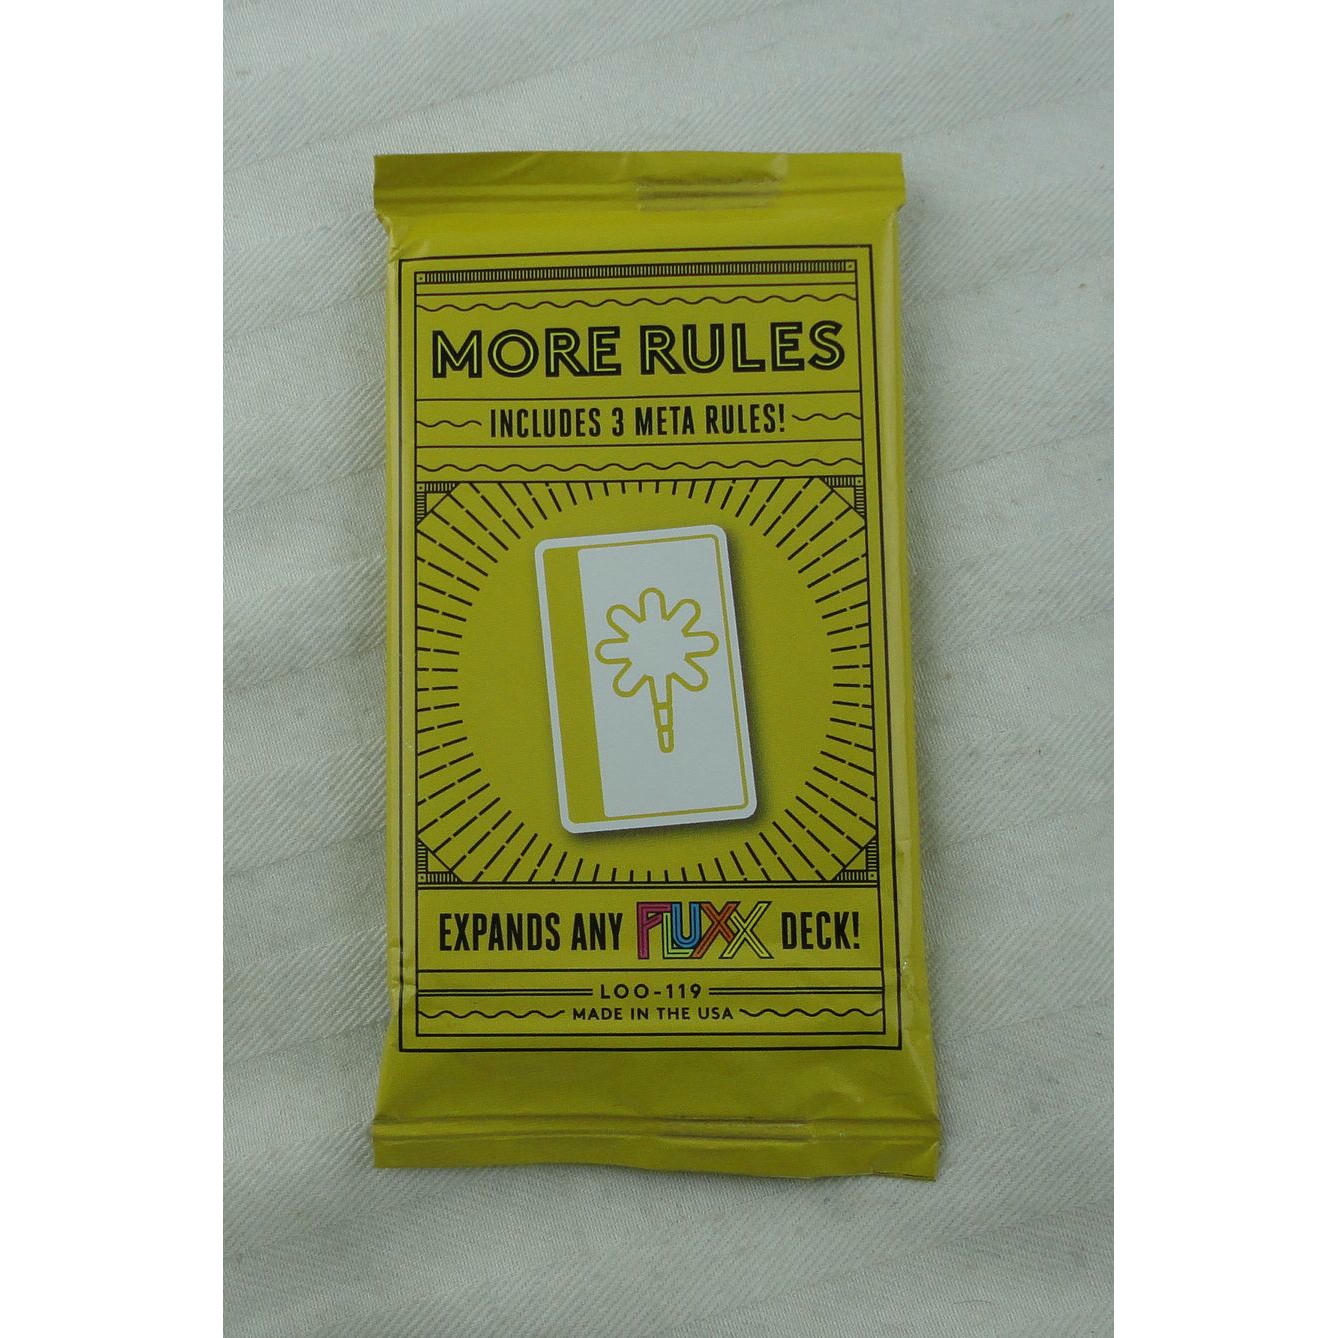 MORE RULES
INCLUDES 3 META RULES!
EXPANDS ANY FLUXX DECK!
LOO-119
MADE IN THE USA